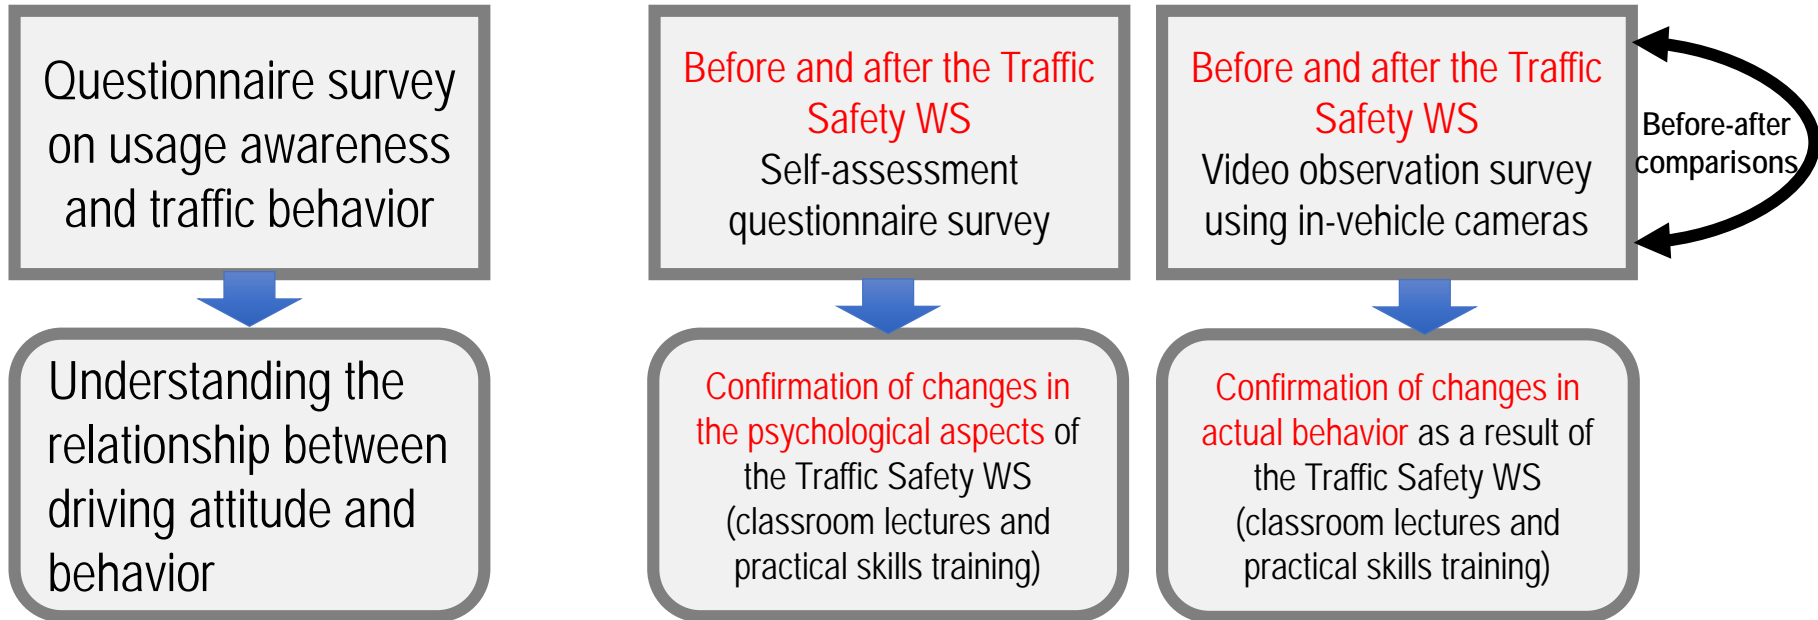 Questionnaire survey
on usage awareness
and traffic behavior
Before and after the Traffic
Safety WS
Self-assessment
questionnaire survey
Before and after the Traffic
Safety WS
Video observation survey
using in-vehicle cameras
Before-after
comparisons
Understanding the
relationship between
driving attitude and
behavior
Confirmation of changes in
the psychological aspects of
the Traffic Safety WS
(classroom lectures and
practical skills training)
Confirmation of changes in
actual behavior as a result of
the Traffic Safety WS
(classroom lectures and
practical skills training)